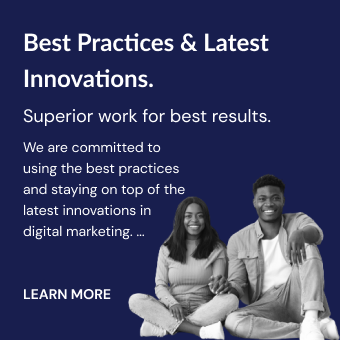 Best Practices & Latest
Innovations.
Superior work for best results.
We are committed to
using the best practices
and staying on top of the
latest innovations in
digital marketing. ...
LEARN MORE